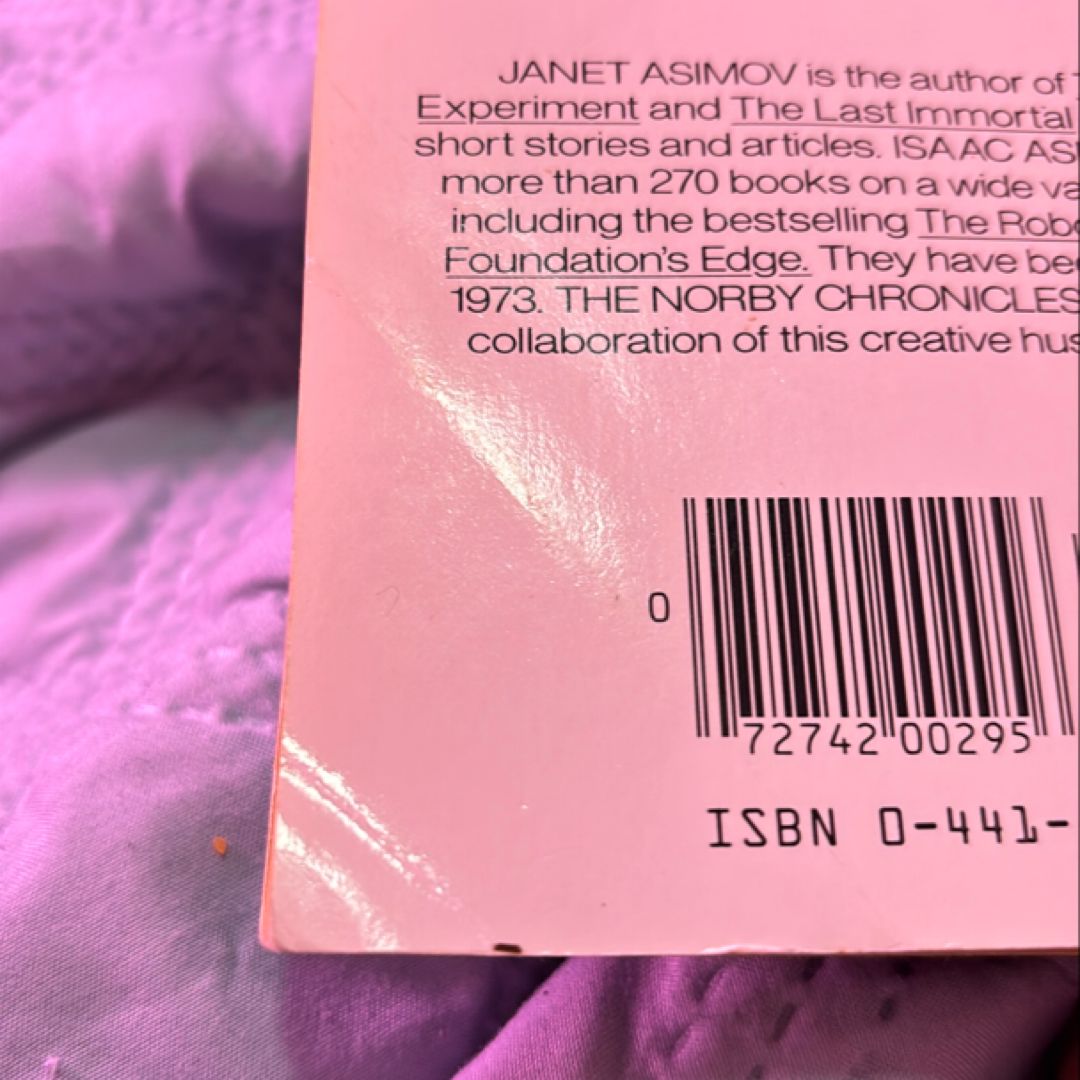 JANET ASIMOV is the author of
Experiment and The Last Immortal
short stories and articles. ISAAC
more than 270 books on a wide
including the bestselling The
Foundation's Edge. They have
1973. THE NORBY CHRONICLES
collaboration of this creative
0
72742 00295
ISBN 0-441-